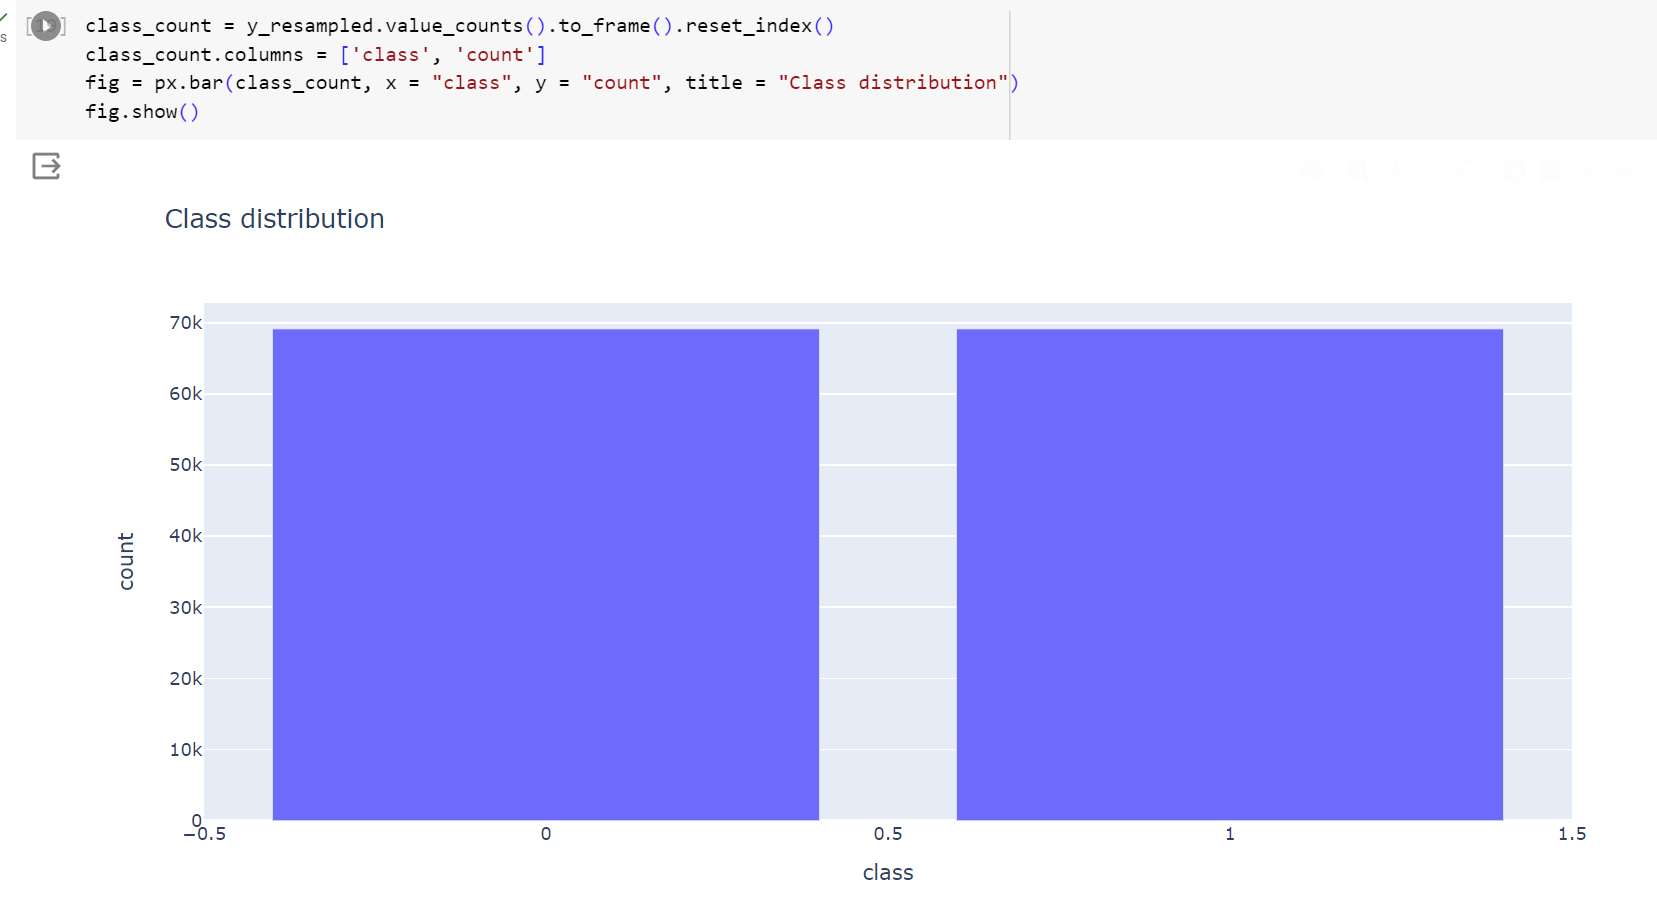 class_count = y_resampled.value_counts().to_frame().reset_index()
class_count.columns = ['class', 'count']
fig = px.bar(class_count, x = "class", y = "count", title = "Class distribution")
fig.show()
s
Class distribution
70k
60k
50k
40k
30k
20k
10k
0
count
−0.5 0 0.5 1 1.5
class